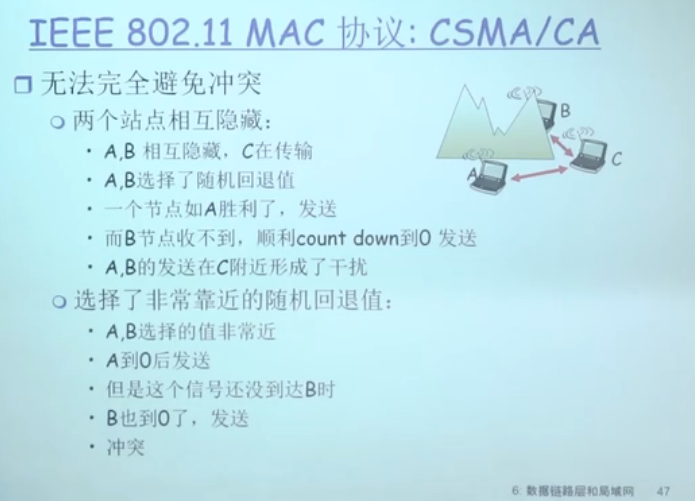 IEEE 802.11 MAC 协议: CSMA/CA
无法完全避免冲突
两个站点相互隐藏：
• A,B 相互隐藏，C在传输
• A,B选择了随机回退值
• 一个节点如A胜利了，发送
• 而B节点收不到，顺利count down到0 发送
• A,B的发送在C附近形成了干扰
选择了非常靠近的随机回退值：
• A,B选择的值非常近
• A到0后发送
• 但是这个信号还没到达B时
• B也到0了，发送
• 冲突
B
C
A
6: 数据链路层和局域网 47